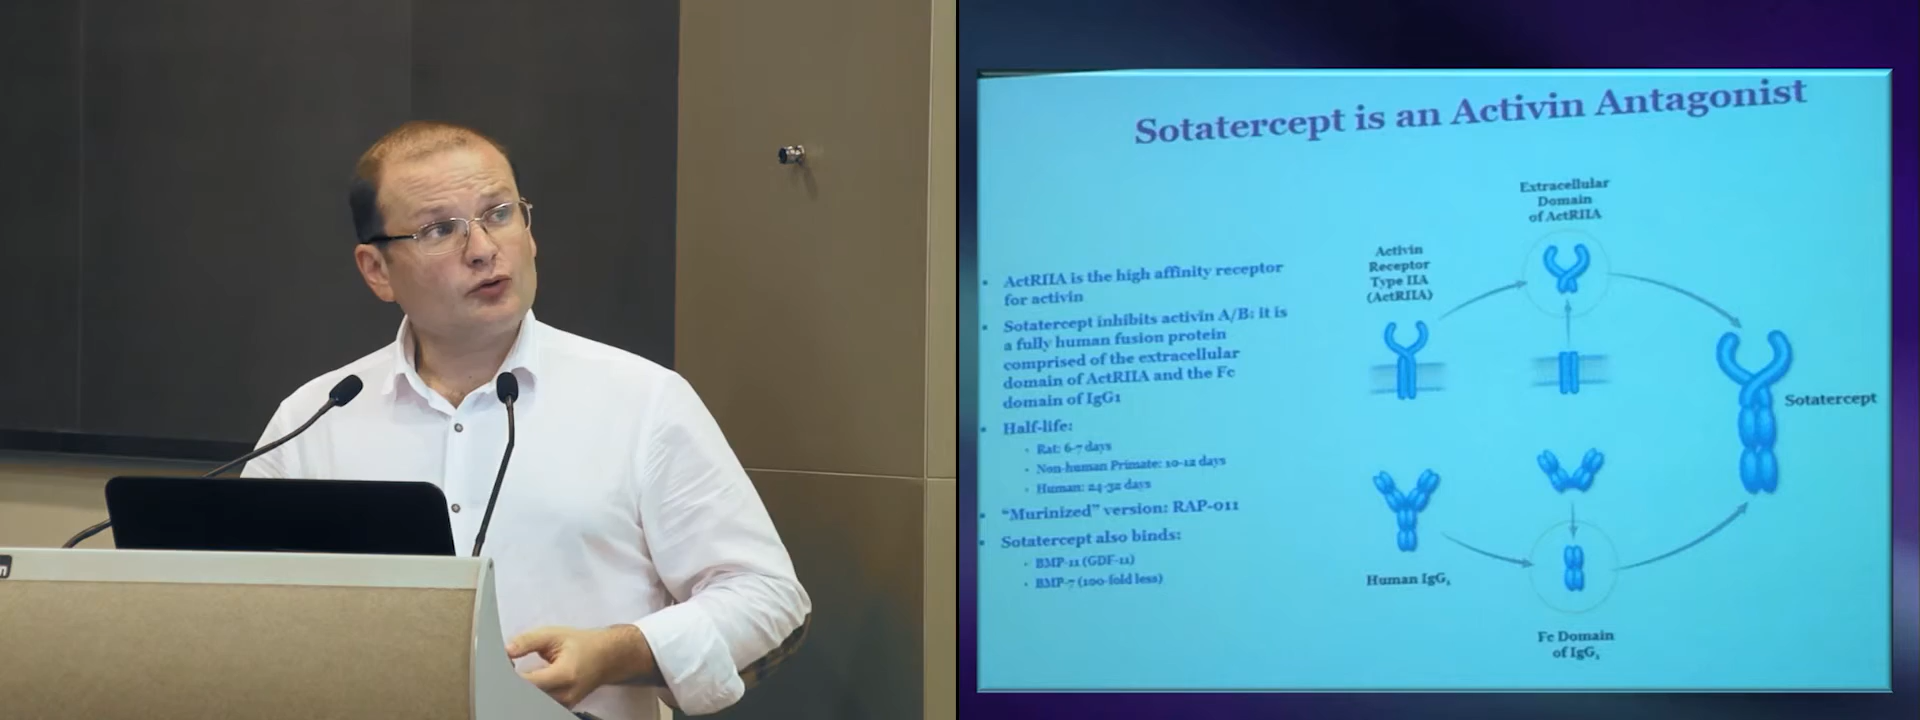 Sotatercept is an Activin Antagonist
ActRIIA is the high affinity receptor
for activin
Sotatercept inhibits activin A/B: it is
a fully human fusion protein
comprised of the extracellular
domain of ActRIIA and the Fc
domain of IgG1
Half-life:
Rat: 6-7 days
Non-human Primate: 10-12 days
Human: 24-32 days
“Murinized” version: RAP-011
Sotatercept also binds:
BMP-11 (GDF-11)
BMP-7 (100-fold less)
Extracellular
Domain
of ActRIIA
Activin
Receptor
Type IIA
(ActRIIA)
Sotatercept
Human IgG₁
Fc Domain
of IgG₁
n